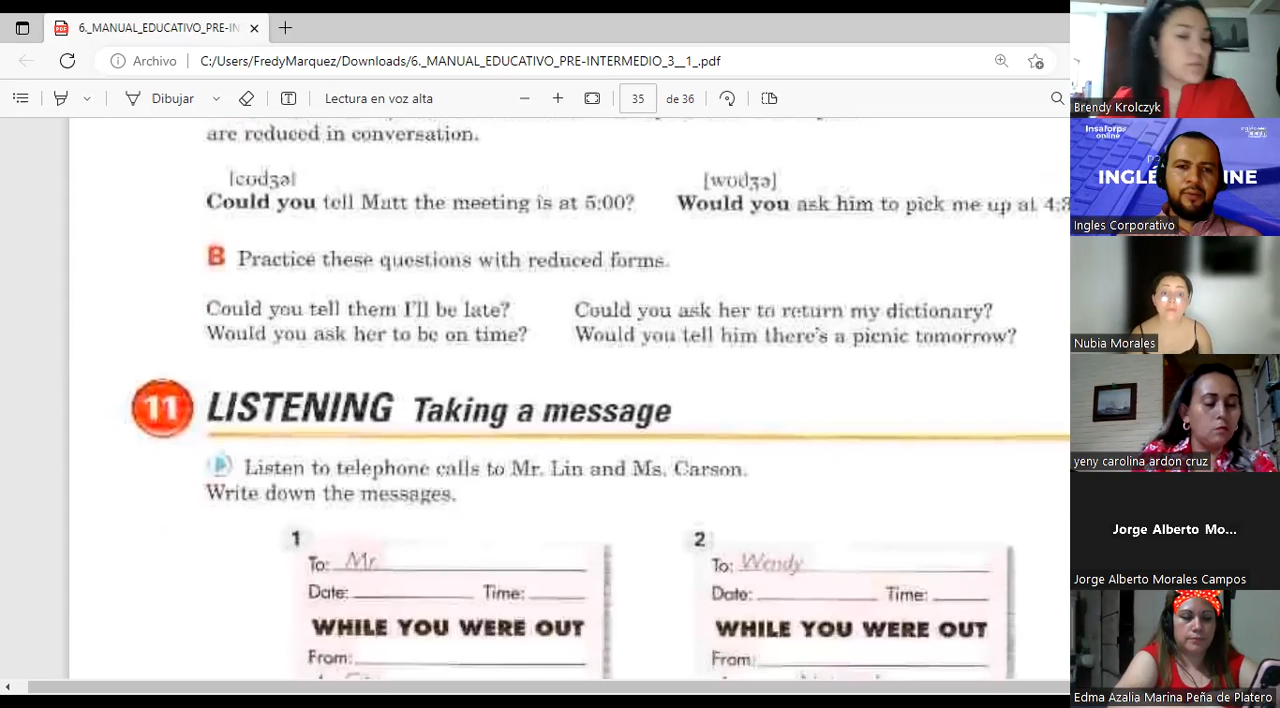 6._MANUAL_EDUCATIVO_PRE-IN
Archivo
C:/Users/FredyMarquez/Downloads/6._MANUAL_EDUCATIVO_PRE-INTERMEDIO_3__1_.pdf
Dibujar
Lectura en voz alta
35
de 36
are reduced in conversation.
[cʊdʒə] [wʊdʒə]
Could you tell Matt the meeting is at 5:00? Would you ask him to pick me up at
B Practice these questions with reduced forms.
Could you tell them I'll be late? Could you ask her to return my dictionary?
Would you ask her to be on time? Would you tell him there's a picnic tomorrow?
11 LISTENING Taking a message
Listen to telephone calls to Mr. Lin and Ms. Carson.
Write down the messages.
1
To: Mr.
Date: Time:
WHILE YOU WERE OUT
From:
2
To: Wendy
Date: Time:
WHILE YOU WERE OUT
From:
Brendy Krolczyk
Insaforp
online
INGLÉ
INE
Ingles Corporativo
Nubia Morales
yeny carolina ardon cruz
Jorge Alberto Mo...
Jorge Alberto Morales Campos
Edma Azalia Marina Peña de Platero